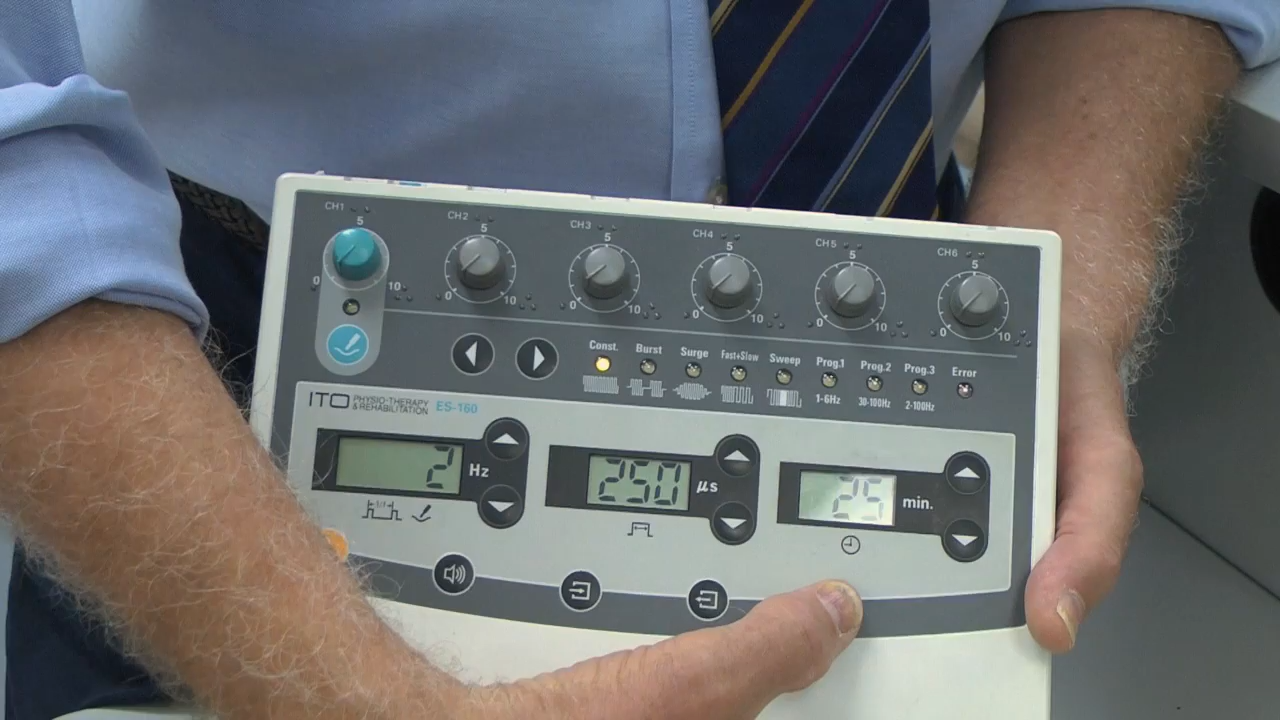 CH1 CH2 CH3 CH4 CH5 CH6
5 5 5 5 5 5
0 10 0 10 0 10 0 10 0 10 0 10
Const. Burst Surge Fast+Slow Sweep Prog.1 Prog.2 Prog.3 Error
1-6Hz 30-100Hz 2-100Hz
ITO PHYSIO-THERAPY
& REHABILITATION ES-160
2 Hz 250 μs 25 min.